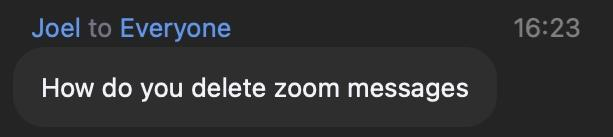 Joel to Everyone 16:23
How do you delete zoom messages